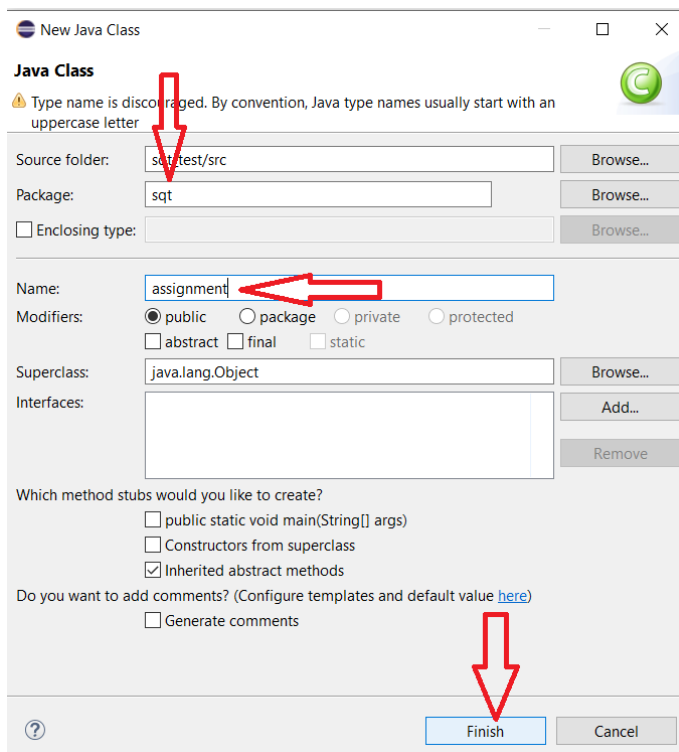 New Java Class
Java Class
Type name is discouraged. By convention, Java type names usually start with an
uppercase letter
Source folder: sqt_test/src Browse...
Package: sqt Browse...
Enclosing type: Browse...
Name: assignment
Modifiers: public package private protected
abstract final static
Superclass: java.lang.Object Browse...
Interfaces: Add...
Remove
Which method stubs would you like to create?
public static void main(String[] args)
Constructors from superclass
Inherited abstract methods
Do you want to add comments? (Configure templates and default value here)
Generate comments
? Finish Cancel